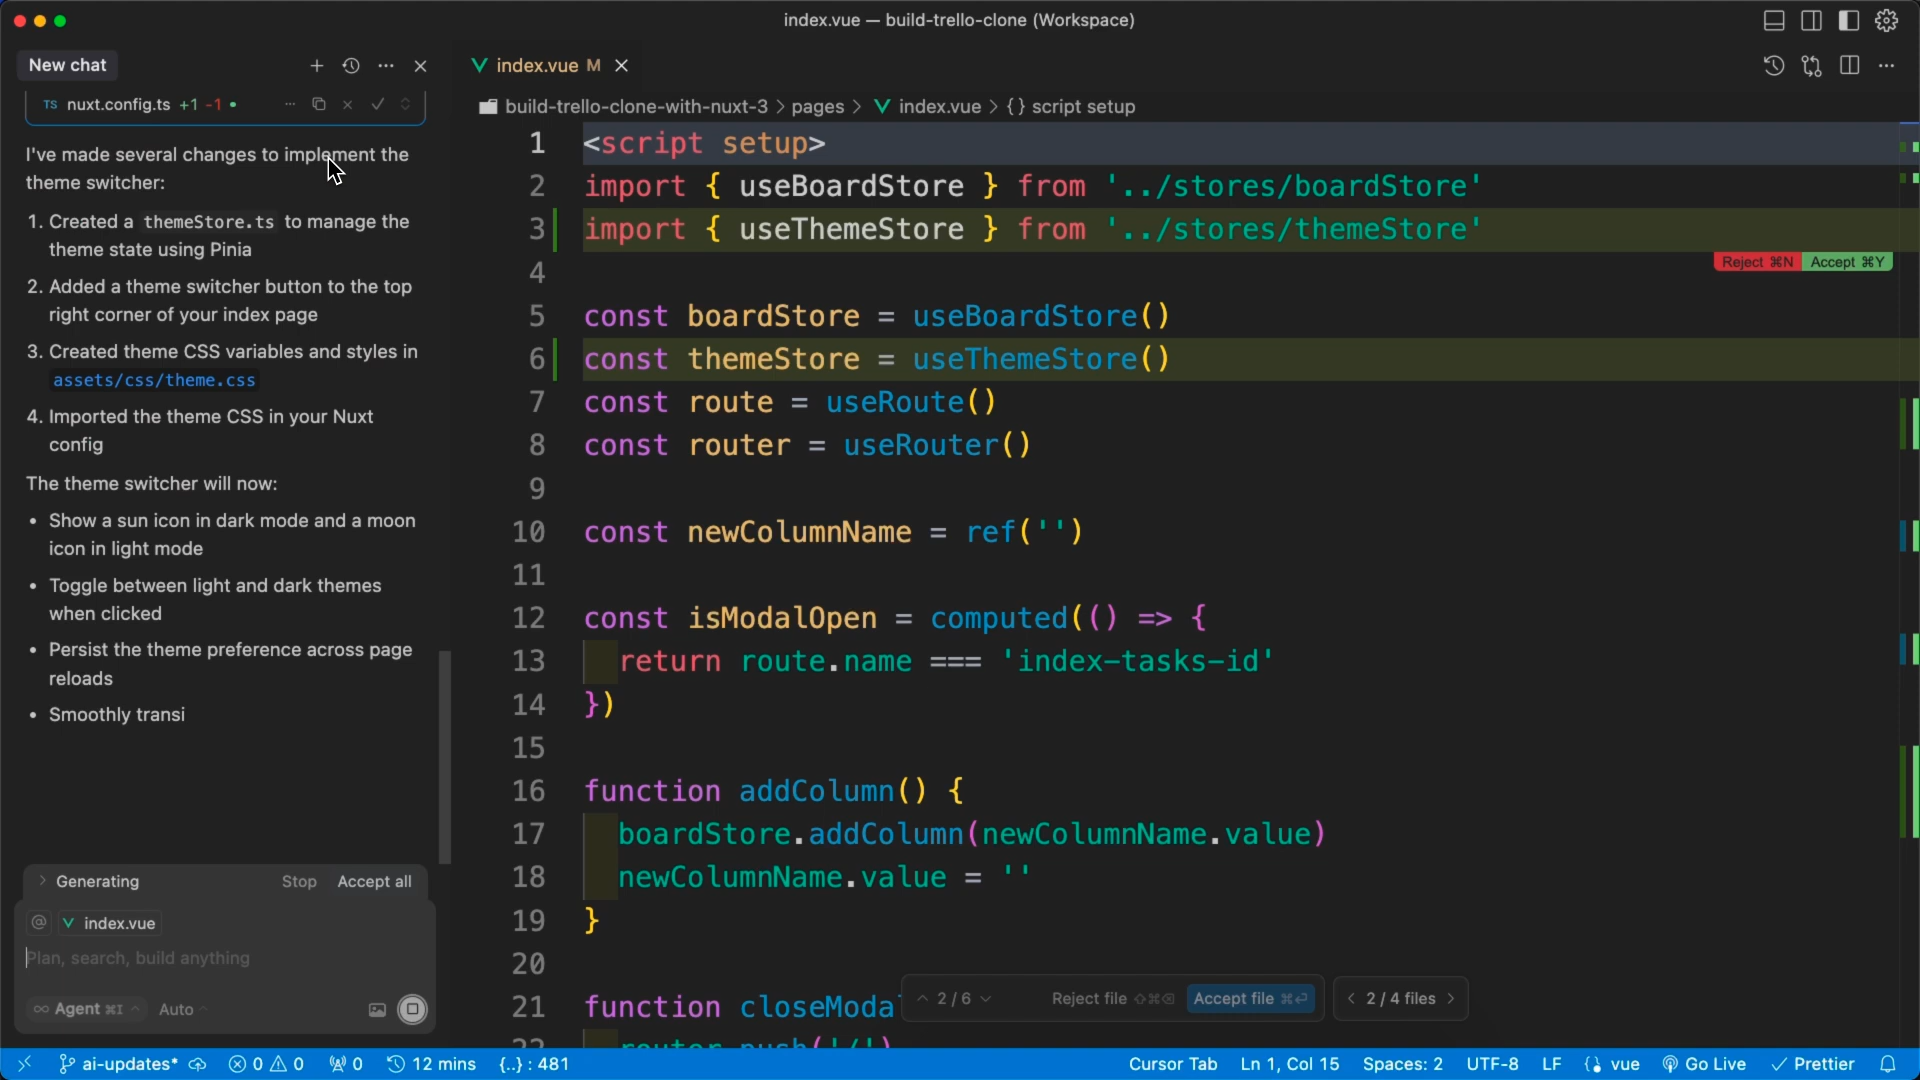 index.vue — build-trello-clone (Workspace)
New chat
index.vue M
TS nuxt.config.ts +1 -1
build-trello-clone-with-nuxt-3 > pages > index.vue > {} script setup
I've made several changes to implement the
theme switcher:
1. Created a themeStore.ts to manage the
theme state using Pinia
2. Added a theme switcher button to the top
right corner of your index page
3. Created theme CSS variables and styles in
assets/css/theme.css
4. Imported the theme CSS in your Nuxt
config
The theme switcher will now:
• Show a sun icon in dark mode and a moon
icon in light mode
• Toggle between light and dark themes
when clicked
• Persist the theme preference across page
reloads
• Smoothly transi
Generating Stop Accept all
@ index.vue
Plan, search, build anything
∞ Agent ⌘I Auto
1 <script setup>
2 import { useBoardStore } from '../stores/boardStore'
3 import { useThemeStore } from '../stores/themeStore'
Reject ⌘N Accept ⌘Y
4
5 const boardStore = useBoardStore()
6 const themeStore = useThemeStore()
7 const route = useRoute()
8 const router = useRouter()
9
10 const newColumnName = ref('')
11
12 const isModalOpen = computed(() => {
13 return route.name === 'index-tasks-id'
14 })
15
16 function addColumn() {
17 boardStore.addColumn(newColumnName.value)
18 newColumnName.value = ''
19 }
20
21 function closeModa
22 router.push('/')
2 / 6 Reject file ⇧⌘⌫ Accept file ⌘⏎ 2 / 4 files
ai-updates* 0 0 0 12 mins {..} : 481 Cursor Tab Ln 1, Col 15 Spaces: 2 UTF-8 LF vue Go Live Prettier